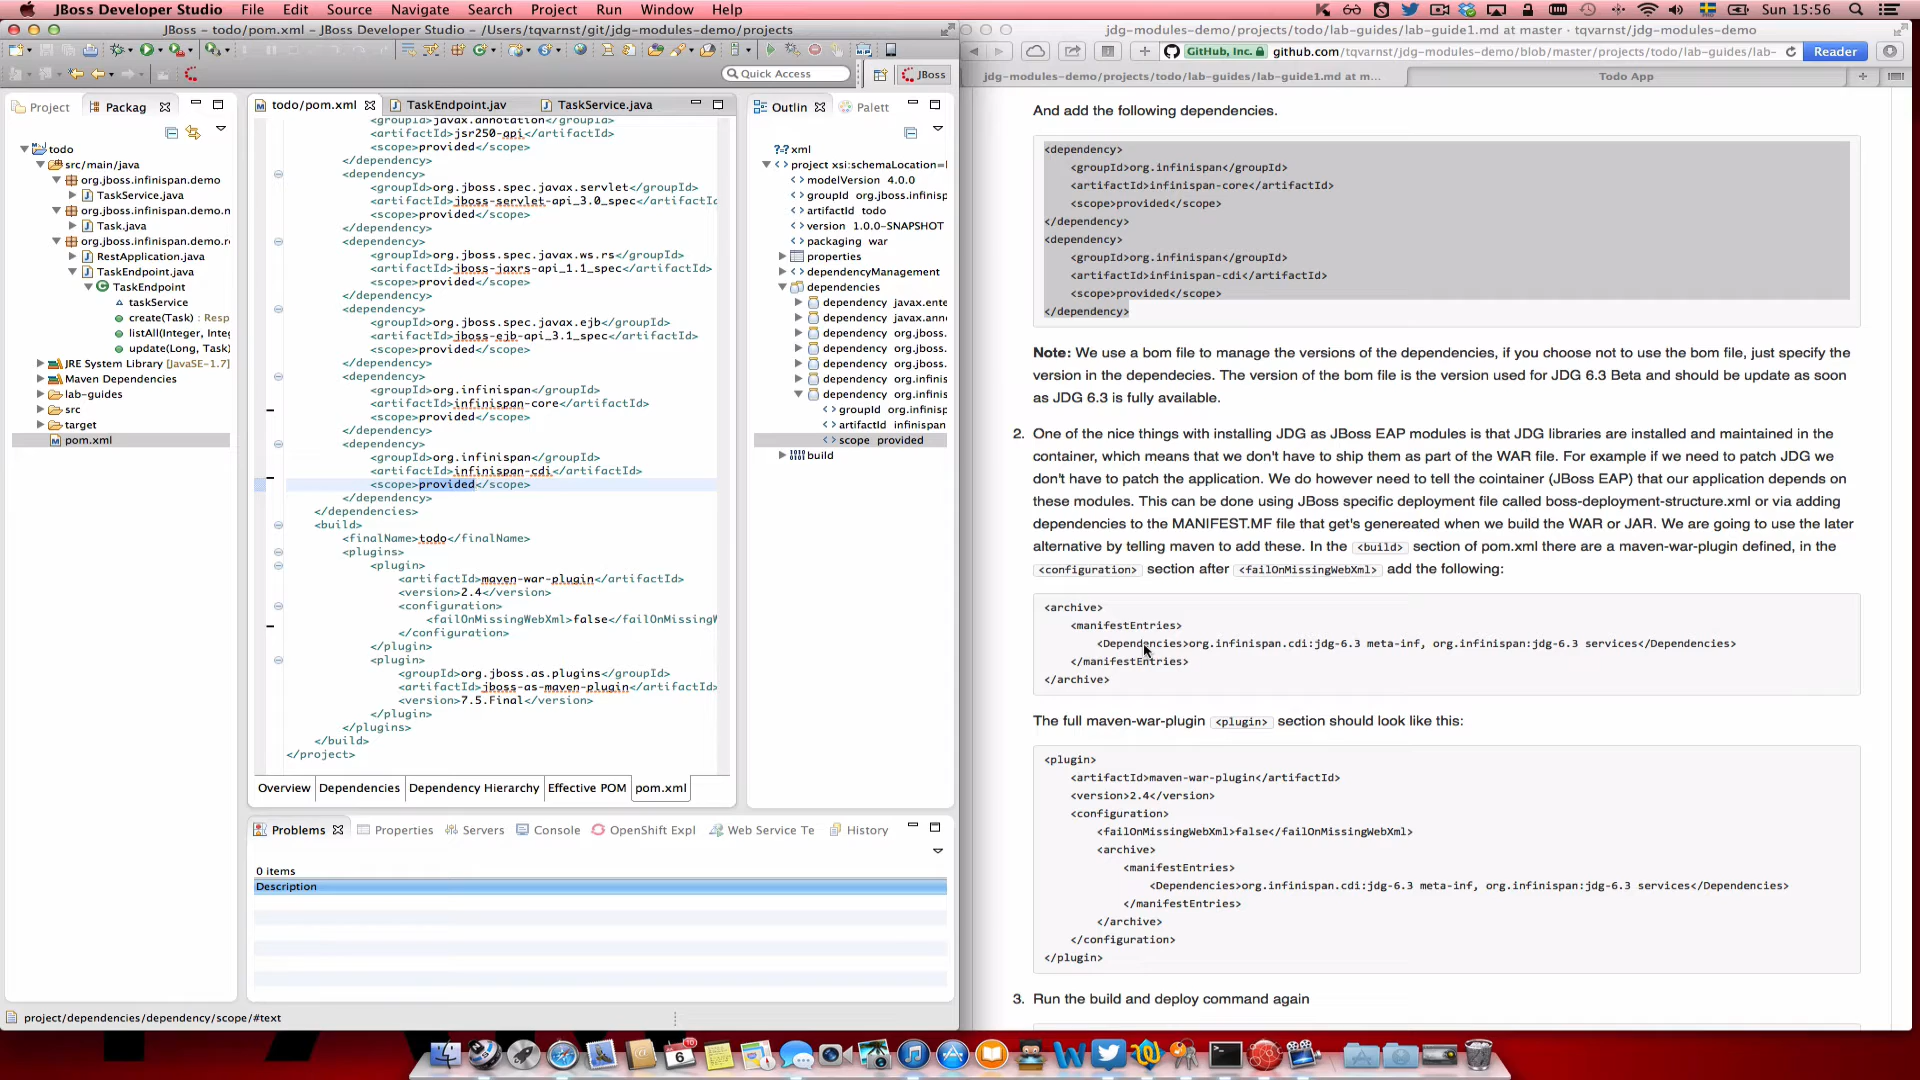 JBoss Developer Studio File Edit Source Navigate Search Project Run Window Help
Sun 15:56
JBoss – todo/pom.xml – JBoss Developer Studio – /Users/tqvarnst/git/jdg-modules-demo/projects
Quick Access
JBoss
Project
Packag
todo
src/main/java
org.jboss.infinispan.demo
TaskService.java
org.jboss.infinispan.demo.n
Task.java
org.jboss.infinispan.demo.r
RestApplication.java
TaskEndpoint.java
TaskEndpoint
taskService
create(Task) : Resp
listAll(Integer, Inte
update(Long, Task)
JRE System Library [JavaSE-1.7]
Maven Dependencies
lab-guides
src
target
pom.xml
todo/pom.xml
TaskEndpoint.jav
TaskService.java
<groupId>javax.annotation</groupId>
<artifactId>jsr250-api</artifactId>
<scope>provided</scope>
</dependency>
<dependency>
<groupId>org.jboss.spec.javax.servlet</groupId>
<artifactId>jboss-servlet-api_3.0_spec</artifactI
<scope>provided</scope>
</dependency>
<dependency>
<groupId>org.jboss.spec.javax.ws.rs</groupId>
<artifactId>jboss-jaxrs-api_1.1_spec</artifactId>
<scope>provided</scope>
</dependency>
<dependency>
<groupId>org.jboss.spec.javax.ejb</groupId>
<artifactId>jboss-ejb-api_3.1_spec</artifactId>
<scope>provided</scope>
</dependency>
<dependency>
<groupId>org.infinispan</groupId>
<artifactId>infinispan-core</artifactId>
<scope>provided</scope>
</dependency>
<dependency>
<groupId>org.infinispan</groupId>
<artifactId>infinispan-cdi</artifactId>
<scope>provided</scope>
</dependency>
</dependencies>
<build>
<finalName>todo</finalName>
<plugins>
<plugin>
<artifactId>maven-war-plugin</artifactId>
<version>2.4</version>
<configuration>
<failOnMissingWebXml>false</failOnMissingW
</configuration>
</plugin>
<plugin>
<groupId>org.jboss.as.plugins</groupId>
<artifactId>jboss-as-maven-plugin</artifactId>
<version>7.5.Final</version>
</plugin>
</plugins>
</build>
</project>
Overview
Dependencies
Dependency Hierarchy
Effective POM
pom.xml
Outlin
Palett
xml
project xsi:schemaLocation=
modelVersion 4.0.0
groupId org.jboss.infinisp
artifactId todo
version 1.0.0-SNAPSHOT
packaging war
properties
dependencyManagement
dependencies
dependency javax.ente
dependency javax.ann
dependency org.jboss.
dependency org.jboss.
dependency org.jboss.
dependency org.infinis
dependency org.infinis
groupId org.infinisp
artifactId infinispan
scope provided
build
Problems
Properties
Servers
Console
OpenShift Expl
Web Service Te
History
0 items
Description
project/dependencies/dependency/scope/#text
jdg-modules-demo/projects/todo/lab-guides/lab-guide1.md at master · tqvarnst/jdg-modules-demo
GitHub, Inc.
github.com/tqvarnst/jdg-modules-demo/blob/master/projects/todo/lab-guides/lab-
Reader
jdg-modules-demo/projects/todo/lab-guides/lab-guide1.md at m...
Todo App
And add the following dependencies.
<dependency>
<groupId>org.infinispan</groupId>
<artifactId>infinispan-core</artifactId>
<scope>provided</scope>
</dependency>
<dependency>
<groupId>org.infinispan</groupId>
<artifactId>infinispan-cdi</artifactId>
<scope>provided</scope>
</dependency>
Note: We use a bom file to manage the versions of the dependencies, if you choose not to use the bom file, just specify the
version in the dependecies. The version of the bom file is the version used for JDG 6.3 Beta and should be update as soon
as JDG 6.3 is fully available.
2. One of the nice things with installing JDG as JBoss EAP modules is that JDG libraries are installed and maintained in the
container, which means that we don't have to ship them as part of the WAR file. For example if we need to patch JDG we
don't have to patch the application. We do however need to tell the cointainer (JBoss EAP) that our application depends on
these modules. This can be done using JBoss specific deployment file called boss-deployment-structure.xml or via adding
dependencies to the MANIFEST.MF file that get's genereated when we build the WAR or JAR. We are going to use the later
alternative by telling maven to add these. In the <build> section of pom.xml there are a maven-war-plugin defined, in the
<configuration> section after <failOnMissingWebXml> add the following:
<archive>
<manifestEntries>
<Dependencies>org.infinispan.cdi:jdg-6.3 meta-inf, org.infinispan:jdg-6.3 services</Dependencies>
</manifestEntries>
</archive>
The full maven-war-plugin <plugin> section should look like this:
<plugin>
<artifactId>maven-war-plugin</artifactId>
<version>2.4</version>
<configuration>
<failOnMissingWebXml>false</failOnMissingWebXml>
<archive>
<manifestEntries>
<Dependencies>org.infinispan.cdi:jdg-6.3 meta-inf, org.infinispan:jdg-6.3 services</Dependencies>
</manifestEntries>
</archive>
</configuration>
</plugin>
3. Run the build and deploy command again